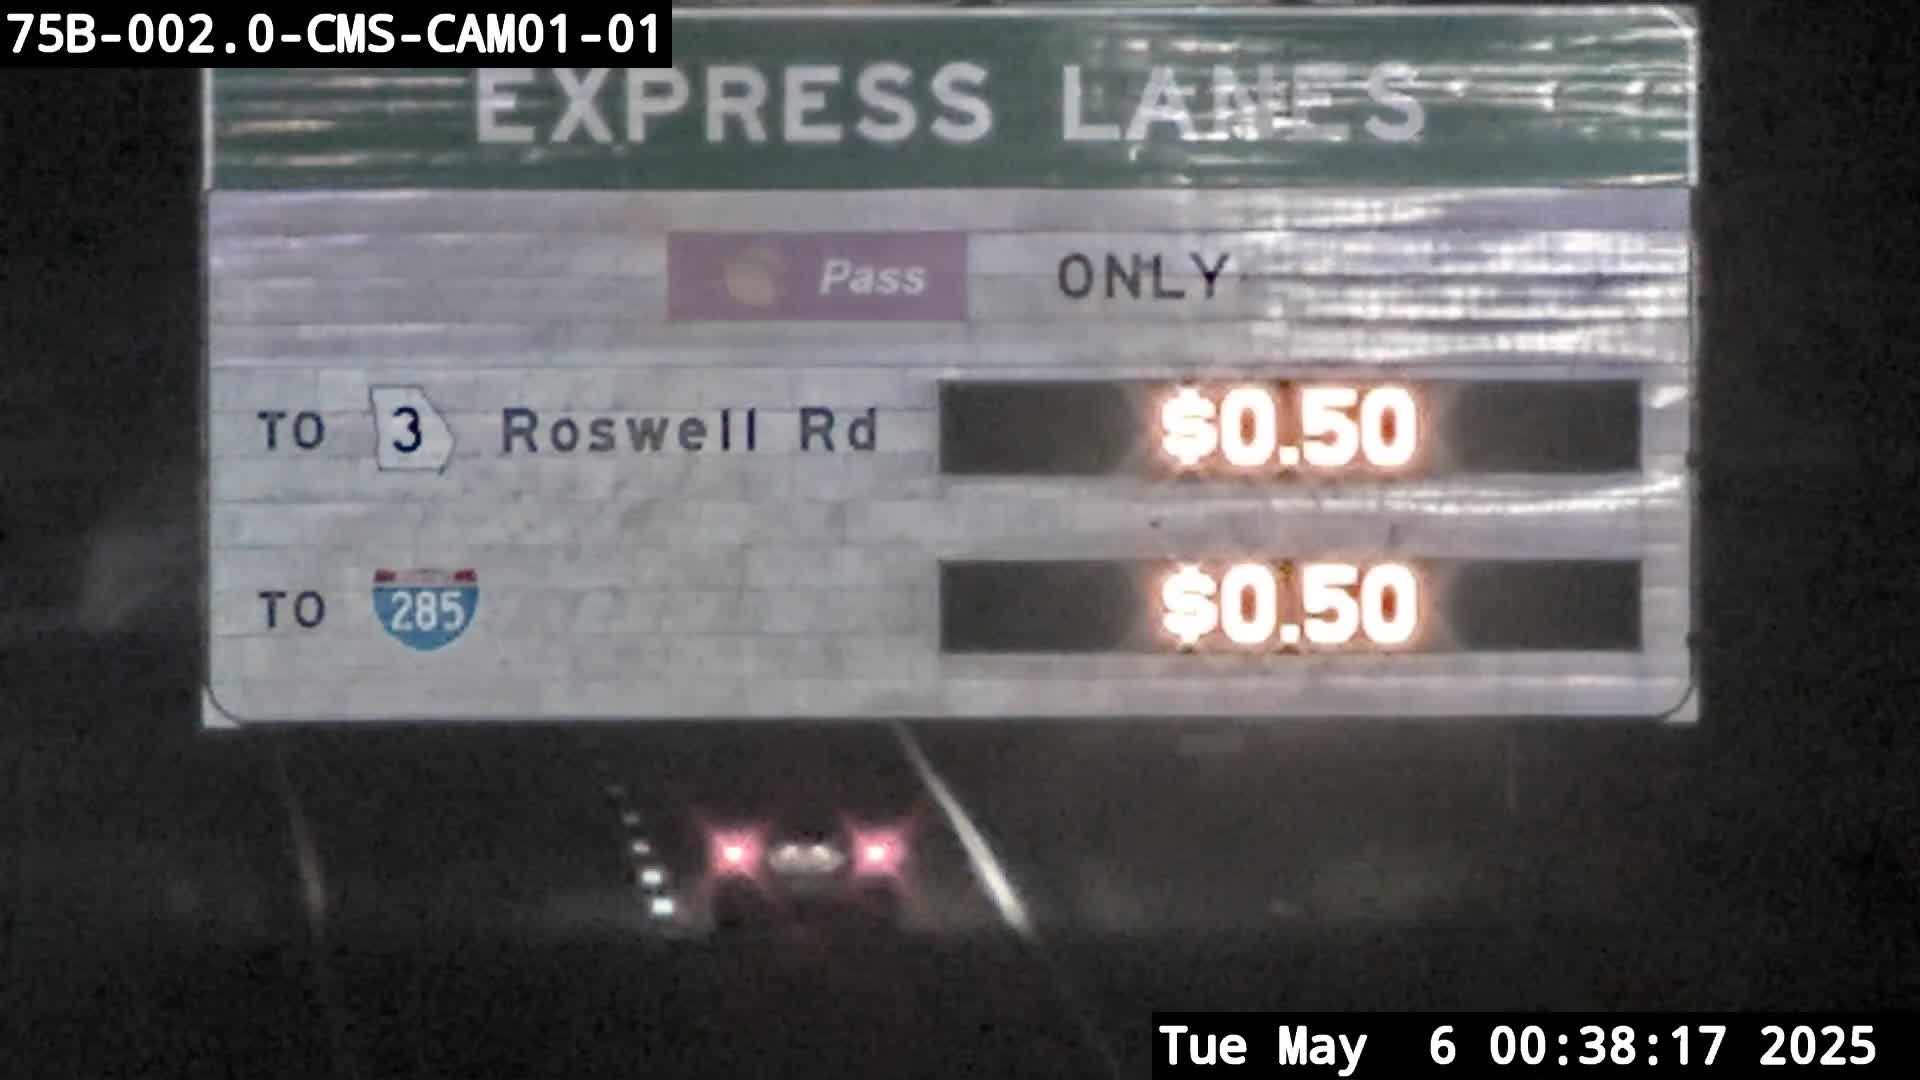 75B-002.0-CMS-CAM01-01
EXPRESS LANES
Pass ONLY
TO 3 Roswell Rd $0.50
TO 285 $0.50
Tue May 6 00:38:17 2025